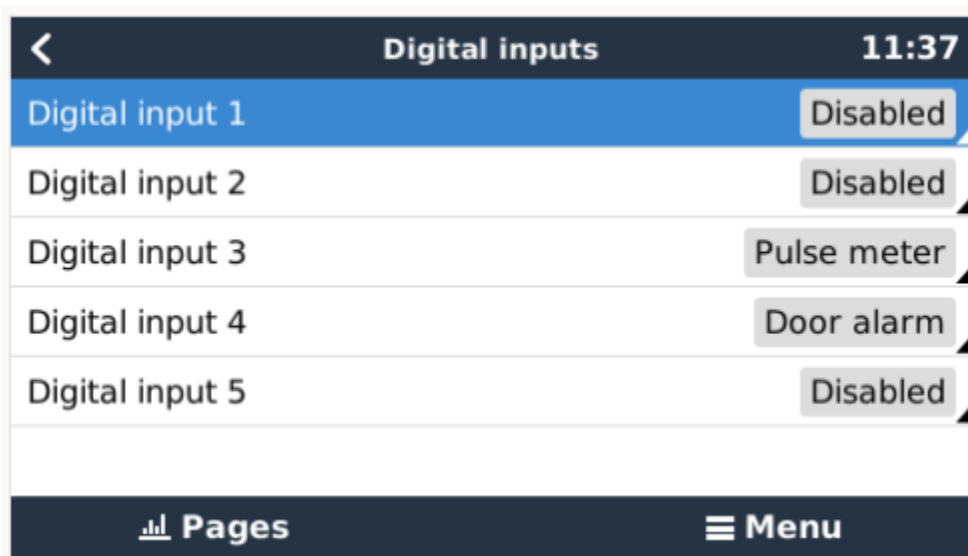 Digital inputs 11:37
Digital input 1 Disabled
Digital input 2 Disabled
Digital input 3 Pulse meter
Digital input 4 Door alarm
Digital input 5 Disabled
Pages Menu